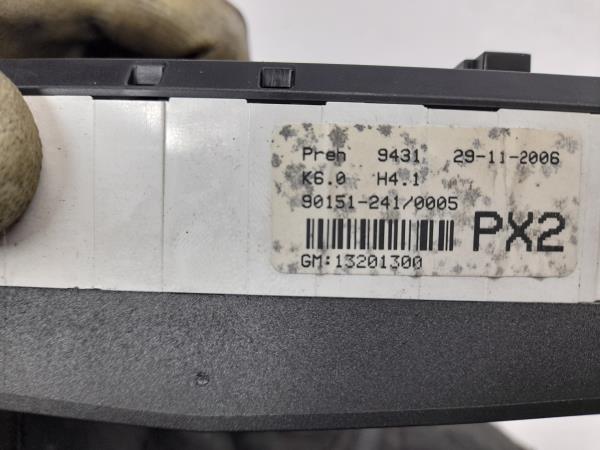 Preh 9431 29-11-2006
K6.0 H4.1
90151-241/0005
PX2
GM:13201300